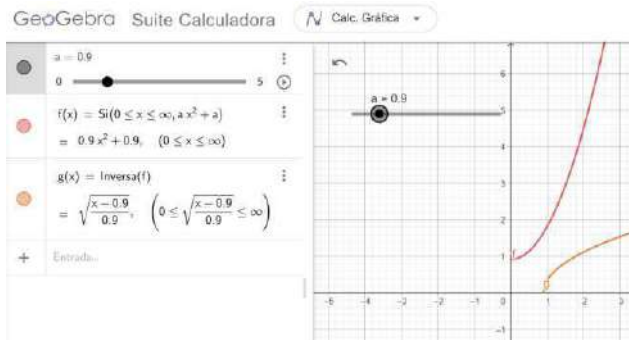 GeoGebra Suite Calculadora
Calc. Gráfica
a = 0.9
0 5
f(x) = Si(0 ≤ x ≤ ∞, a x² + a)
= 0.9 x² + 0.9, (0 ≤ x ≤ ∞)
g(x) = Inversa(f)
= √((x − 0.9)/0.9), (0 ≤ √((x − 0.9)/0.9) ≤ ∞)
+ Entrada...
a = 0.9
6
5
4
3
2
1
f
g
-5 -4 -3 -2 -1 0 1 2 3
-1